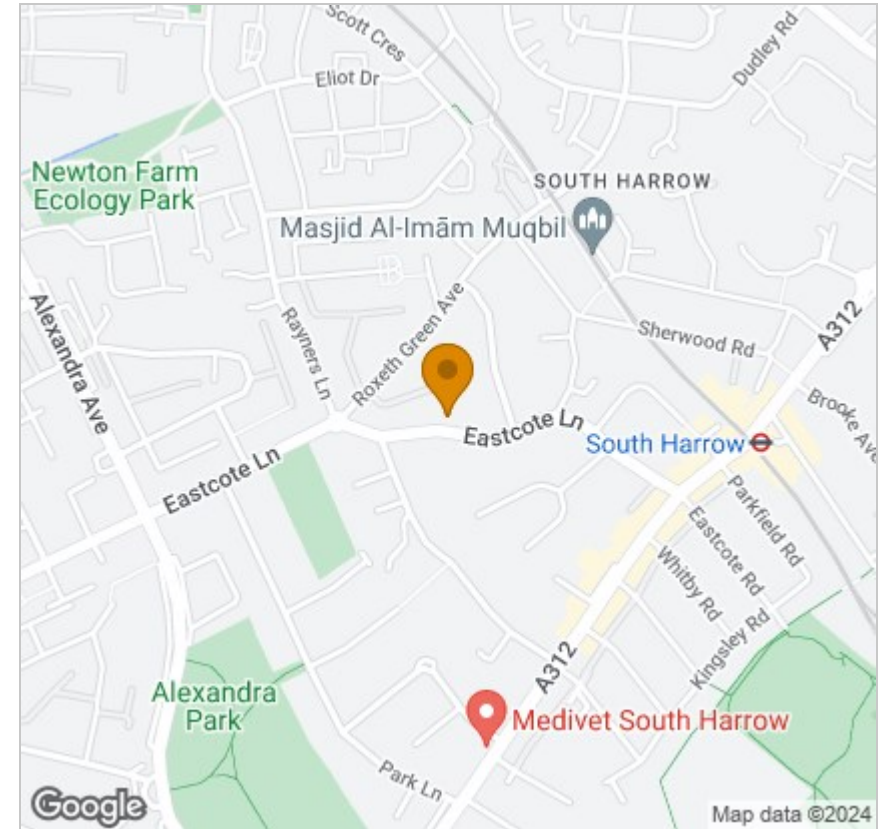 Scott Cres
Dudley Rd
Eliot Dr
Newton Farm
Ecology Park
SOUTH HARROW
Masjid Al-Imām Muqbil
A312
Alexandra Ave
Rayners Ln
Roxeth Green Ave
Sherwood Rd
Brooke Ave
Eastcote Ln
South Harrow
Eastcote Ln
Parkfield Rd
Eastcote Rd
Whitby Rd
Kingsley Rd
A312
Alexandra
Park
Medivet South Harrow
Park Ln
Google
Map data ©2024